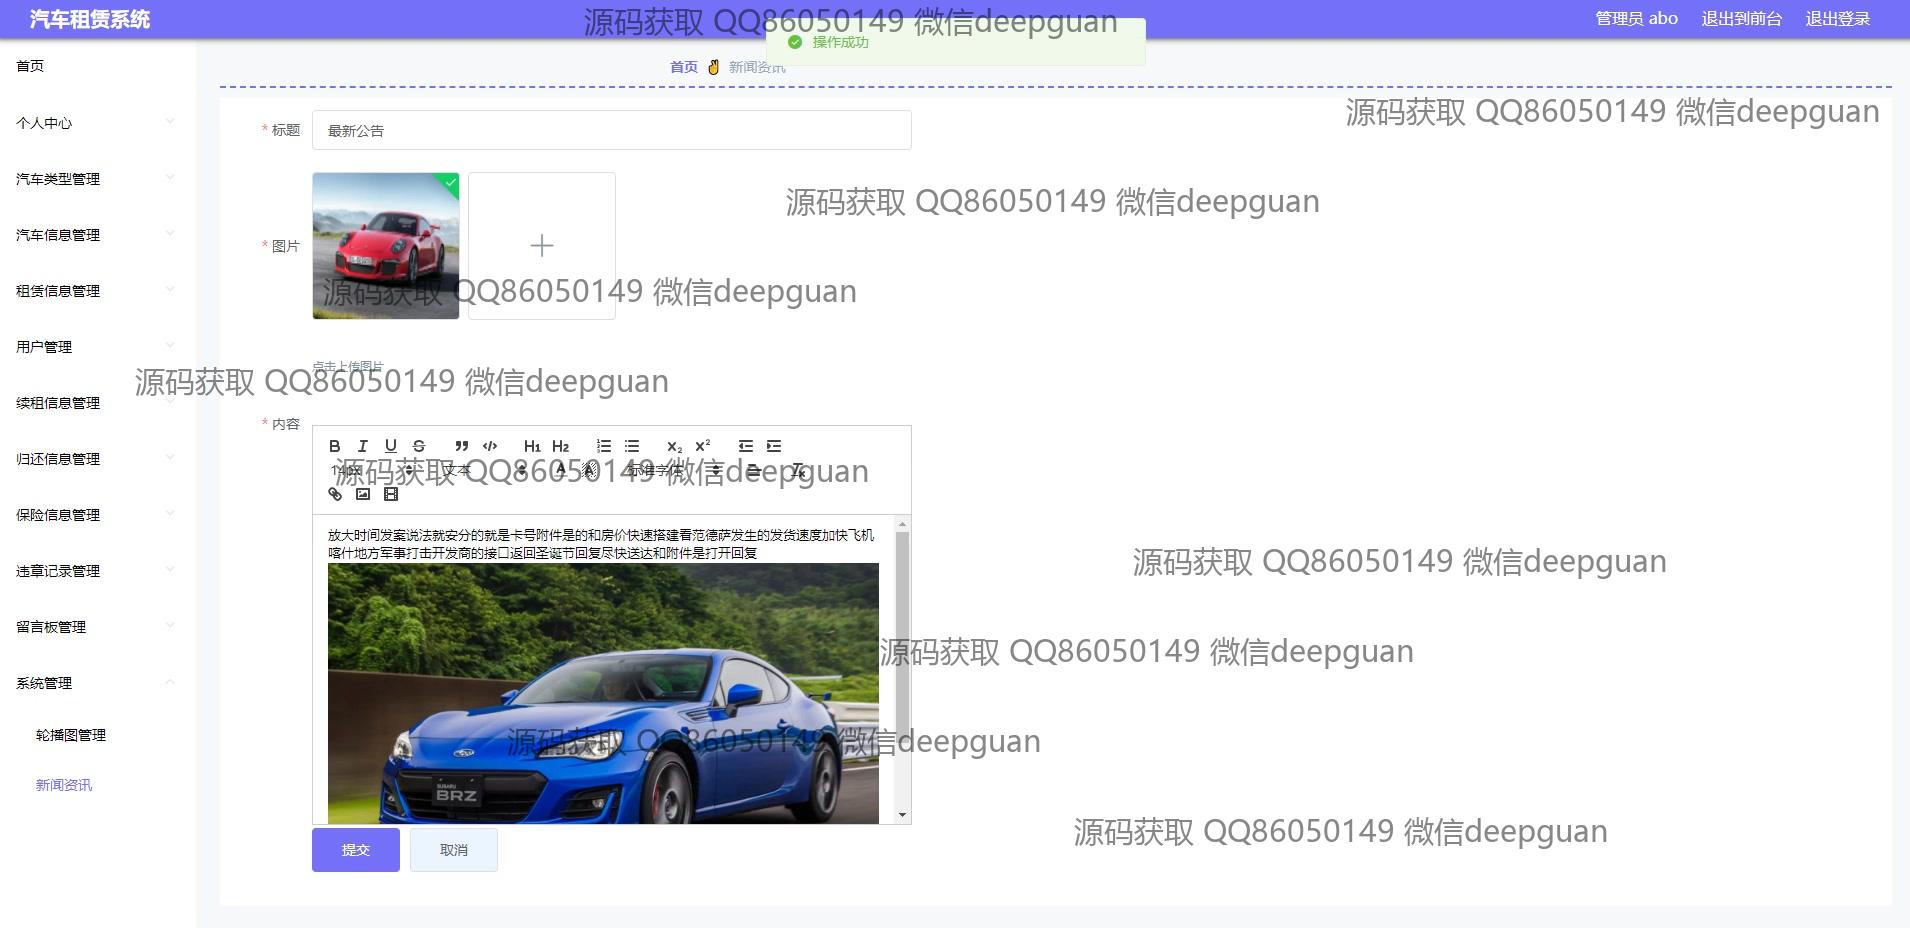 汽车租赁系统
源码获取 QQ86050149 微信deepguan
管理员 abo 退出到前台 退出登录
操作成功
首页 新闻资讯
首页
个人中心
汽车类型管理
汽车信息管理
租赁信息管理
用户管理
续租信息管理
归还信息管理
保险信息管理
违章记录管理
留言板管理
系统管理
轮播图管理
新闻资讯
源码获取 QQ86050149 微信deepguan
* 标题 最新公告
源码获取 QQ86050149 微信deepguan
* 图片
源码获取 QQ86050149 微信deepguan
点击上传图片
源码获取 QQ86050149 微信deepguan
* 内容
B I U S H1 H2 X2 X2
14px 文本 A A 标准字体 Tx
源码获取 QQ86050149 微信deepguan
放大时间发案说法就安分的就是卡号附件是的和房价快速搭建看范德萨发生的发货速度加快飞机
喀什地方军事打击开发商的接口返回圣诞节回复尽快送达和附件是打开回复
源码获取 QQ86050149 微信deepguan
源码获取 QQ86050149 微信deepguan
源码获取 QQ86050149 微信deepguan
SUBARU
BRZ
源码获取 QQ86050149 微信deepguan
提交 取消